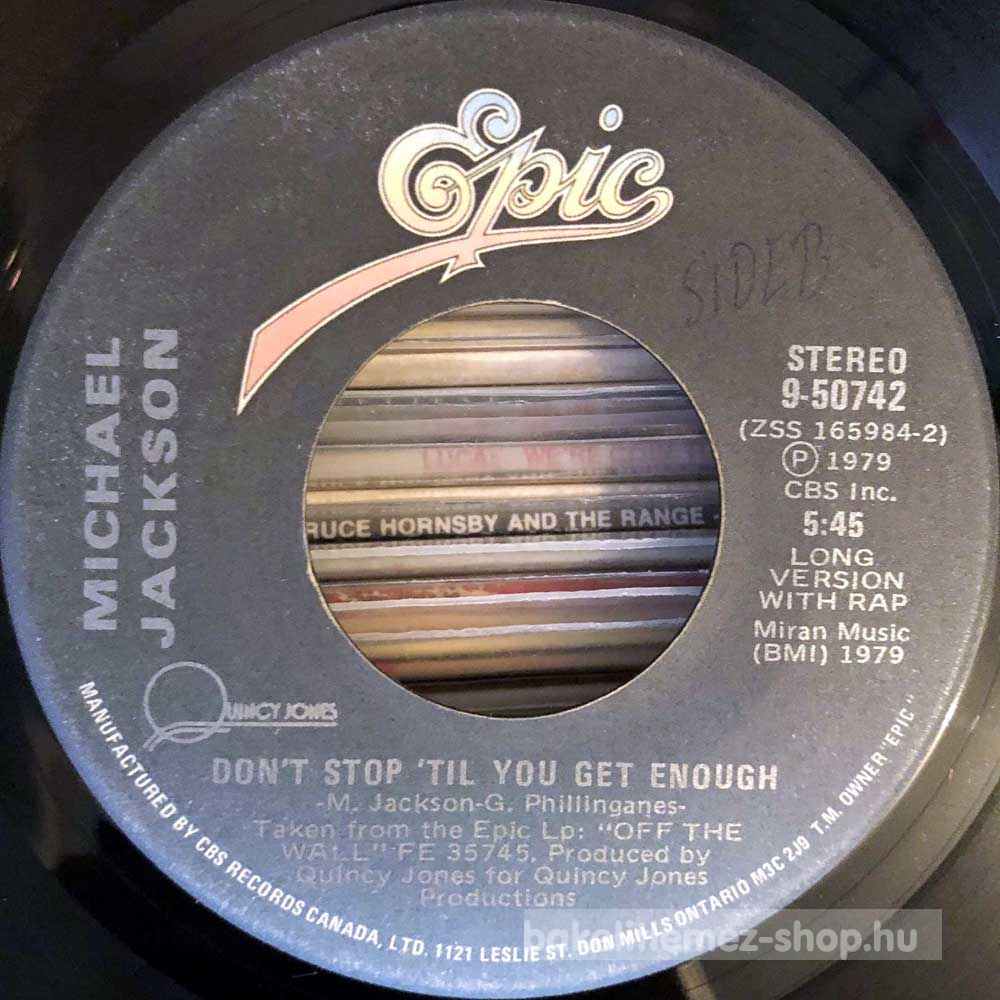 Epic
SIDE B
MICHAEL
JACKSON
STEREO
9-50742
(ZSS 165984-2)
Ⓟ 1979
CBS Inc.
5:45
LONG
VERSION
WITH RAP
Miran Music
(BMI) 1979
RUCE HORNSBY AND THE RANGE -
QUINCY JONES
DON'T STOP 'TIL YOU GET ENOUGH
-M. Jackson-G. Phillinganes-
Taken from the Epic Lp: "OFF THE
WALL" FE 35745. Produced by
Quincy Jones for Quincy Jones
Productions
MANUFACTURED BY CBS RECORDS CANADA, LTD. 1121 LESLIE ST. DON MILLS ONTARIO M3C 2J9 T.M. OWNER "EPIC"